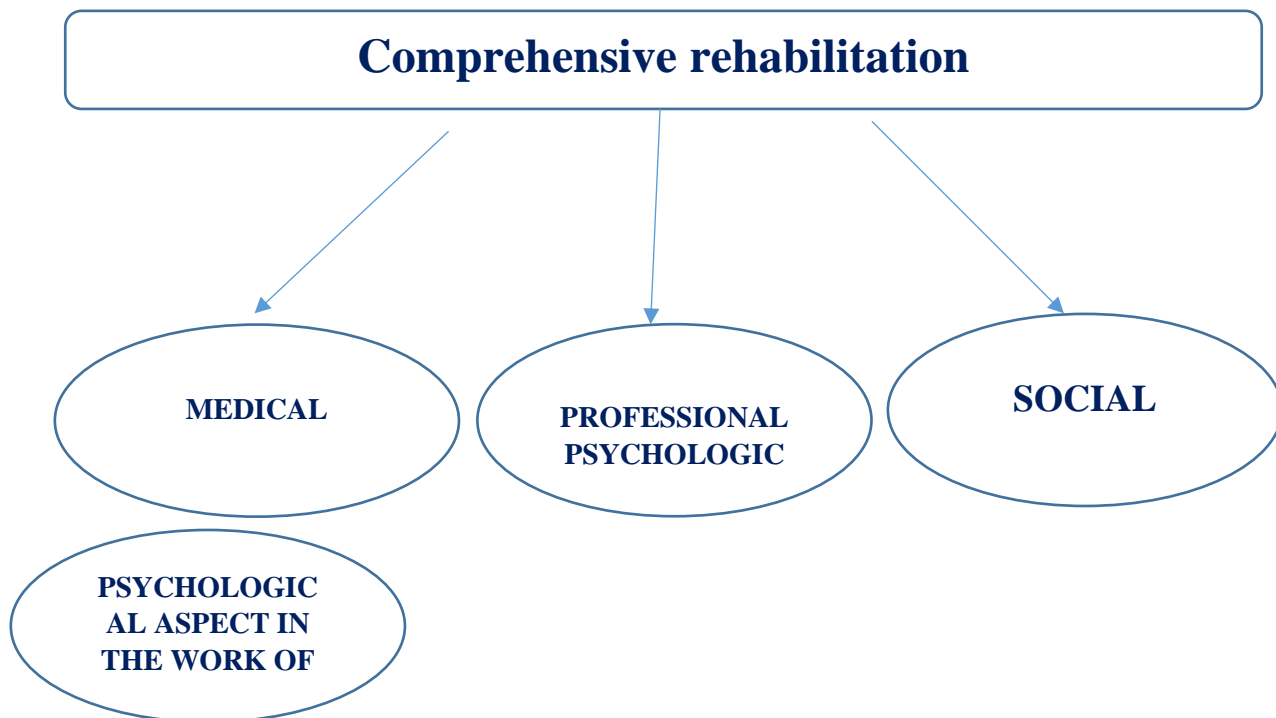 Comprehensive rehabilitation
MEDICAL
PROFESSIONAL
PSYCHOLOGIC
SOCIAL
PSYCHOLOGIC
AL ASPECT IN
THE WORK OF